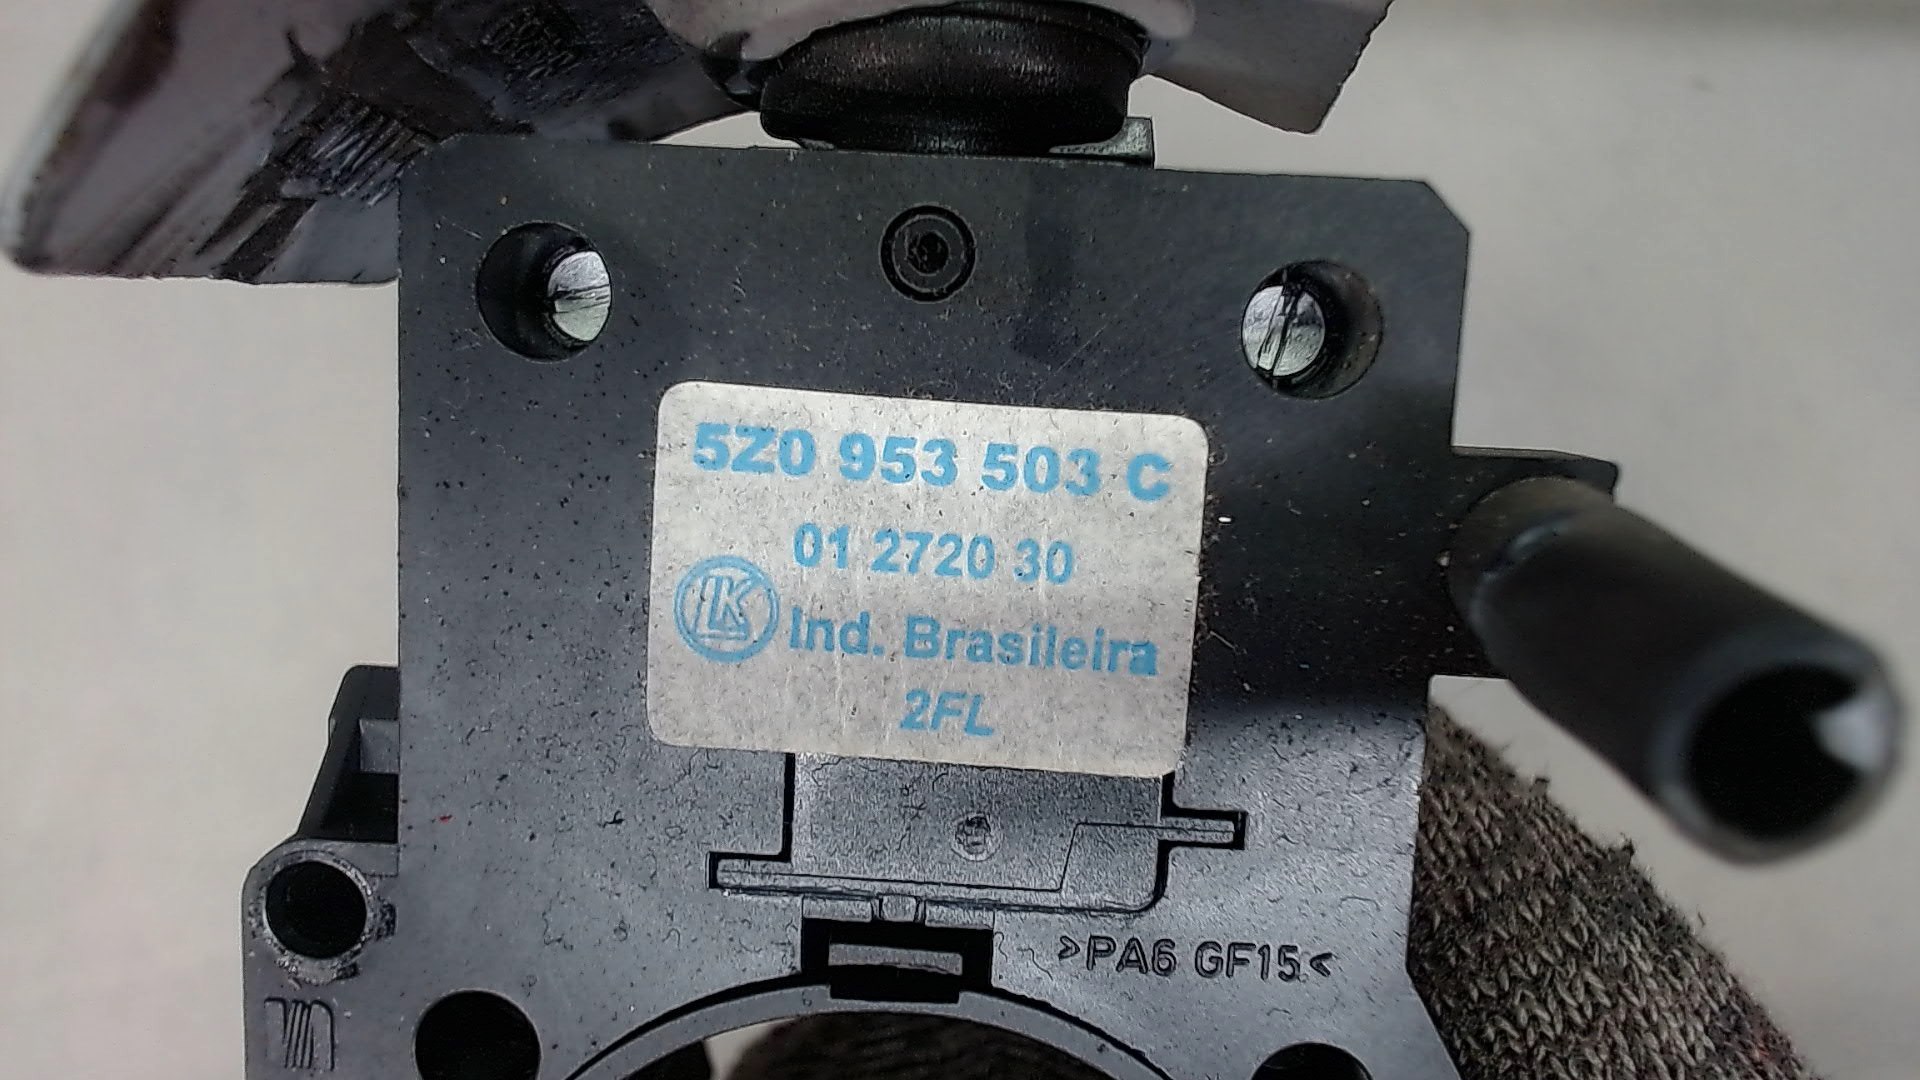 5Z0 953 503 C
01 2720 30
LK
Ind. Brasileira
2FL
>PA6 GF15<